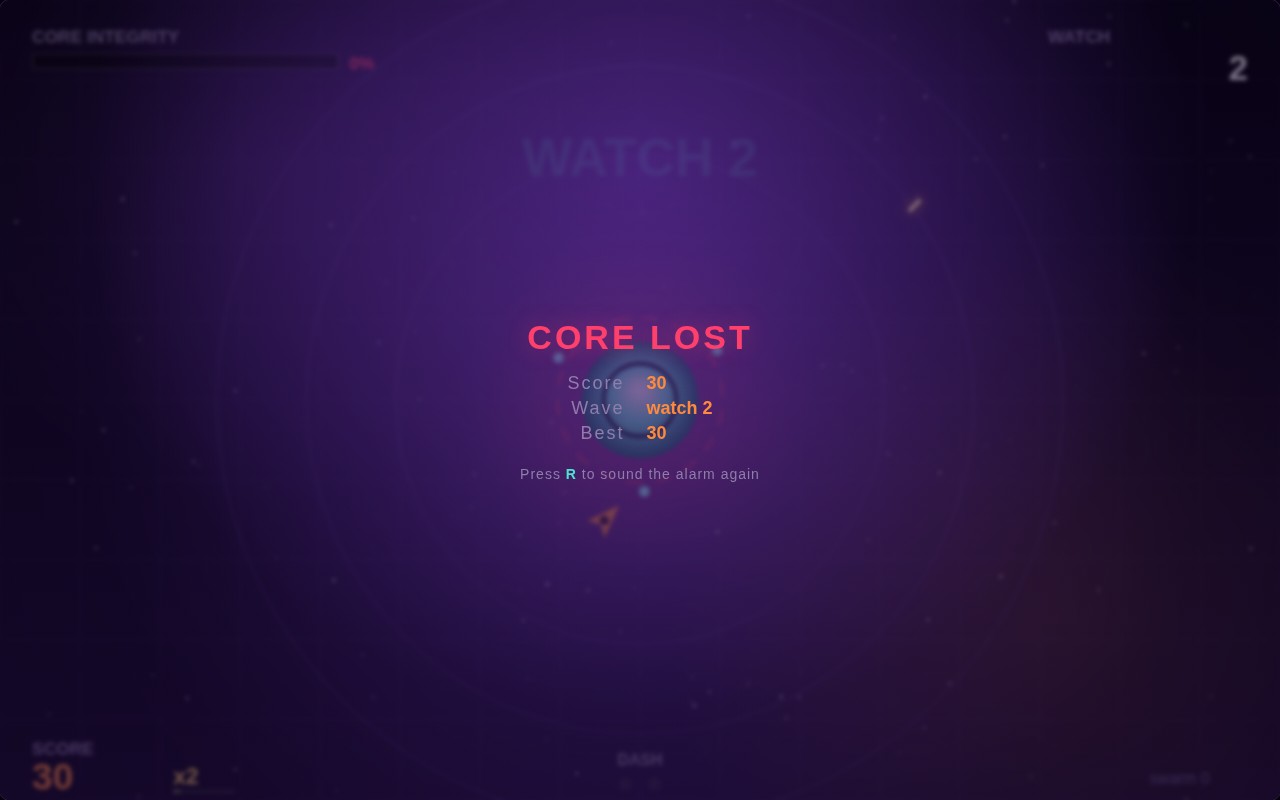 CORE INTEGRITY
0%
WATCH
2
WATCH 2
CORE LOST
Score 30
Wave watch 2
Best 30
Press R to sound the alarm again
SCORE
30
x2
DASH